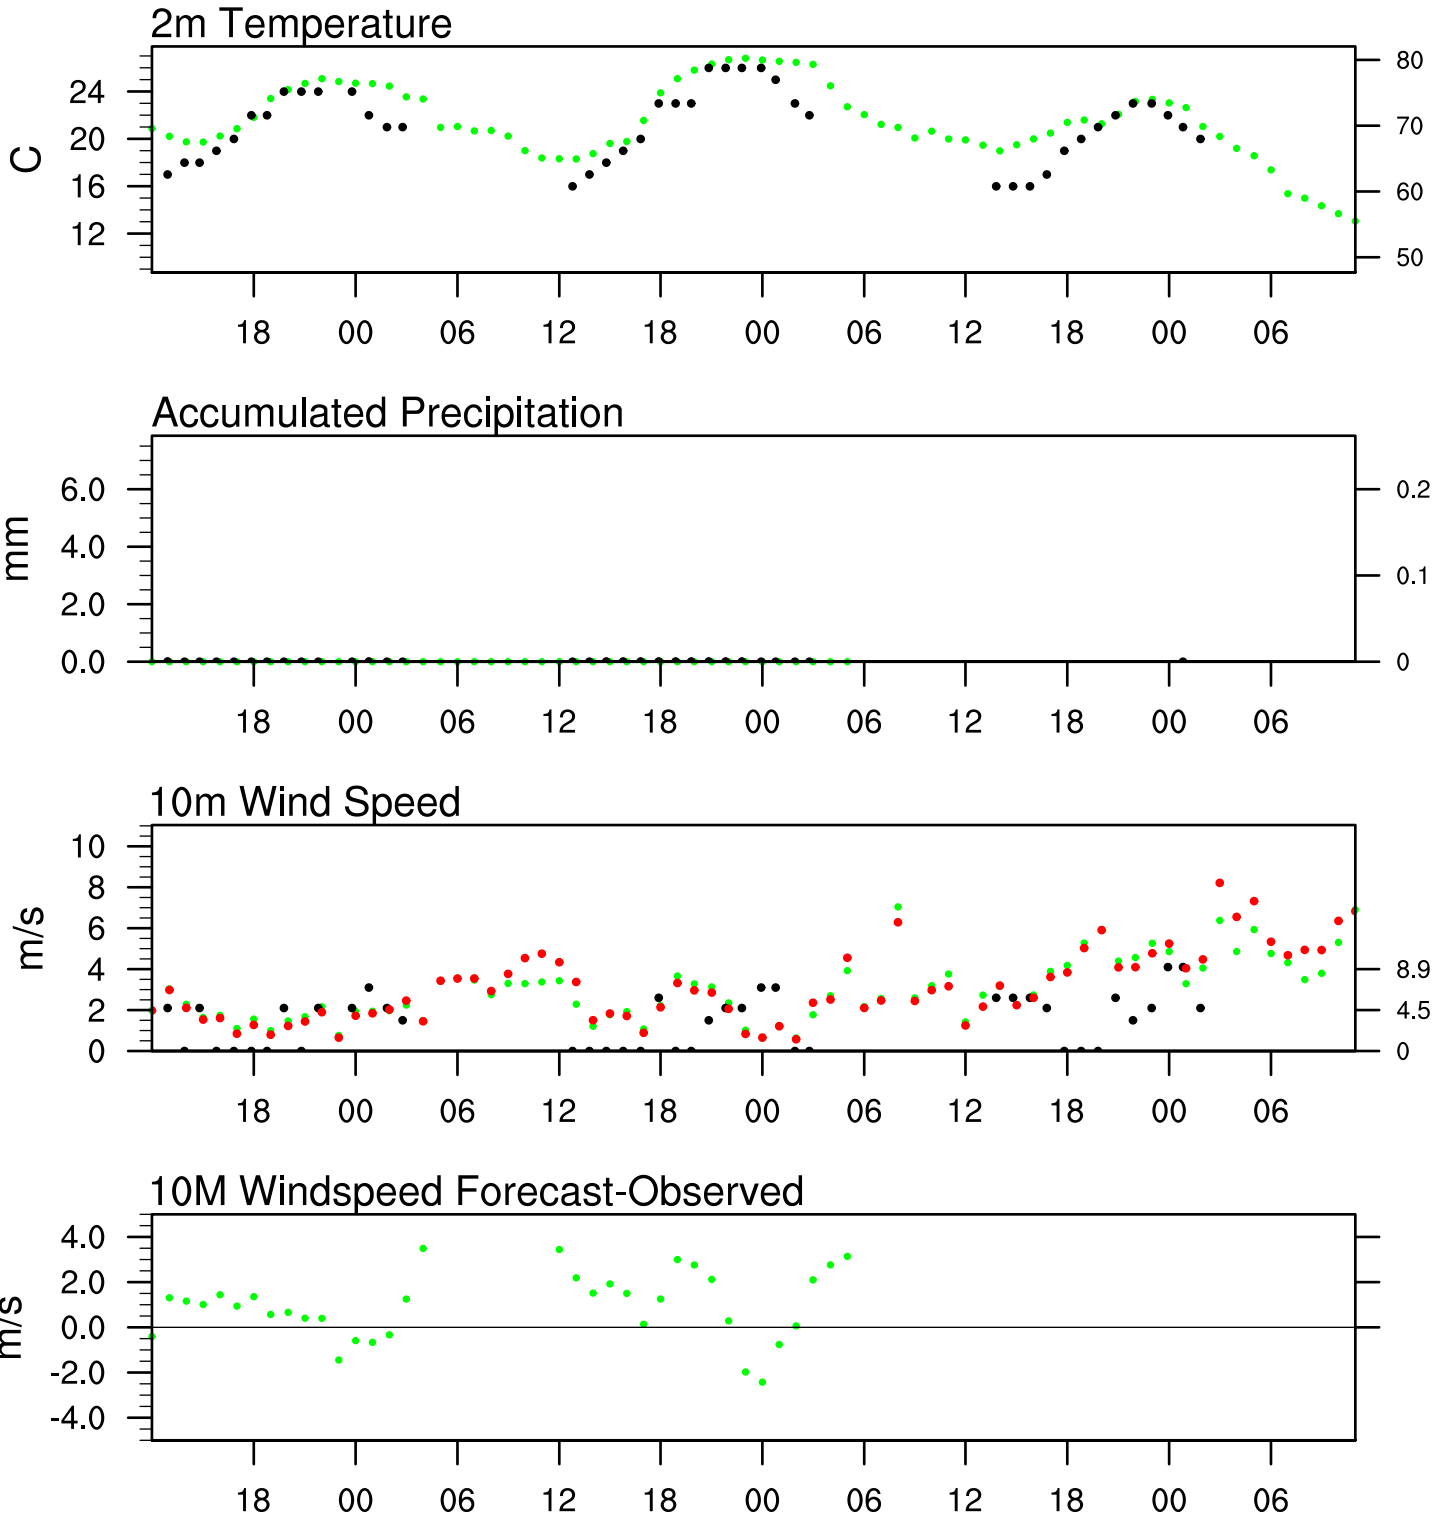 2m Temperature
24 80
20 70
C
16 60
12
50
18 00 06 12 18 00 06 12 18 00 06
Accumulated Precipitation
6.0 0.2
mm
4.0
0.1
2.0
0.0 0
18 00 06 12 18 00 06 12 18 00 06
10m Wind Speed
10
8
m/s
6
4 8.9
2 4.5
0 0
18 00 06 12 18 00 06 12 18 00 06
10M Windspeed Forecast-Observed
4.0
2.0
m/s
0.0
-2.0
-4.0
18 00 06 12 18 00 06 12 18 00 06